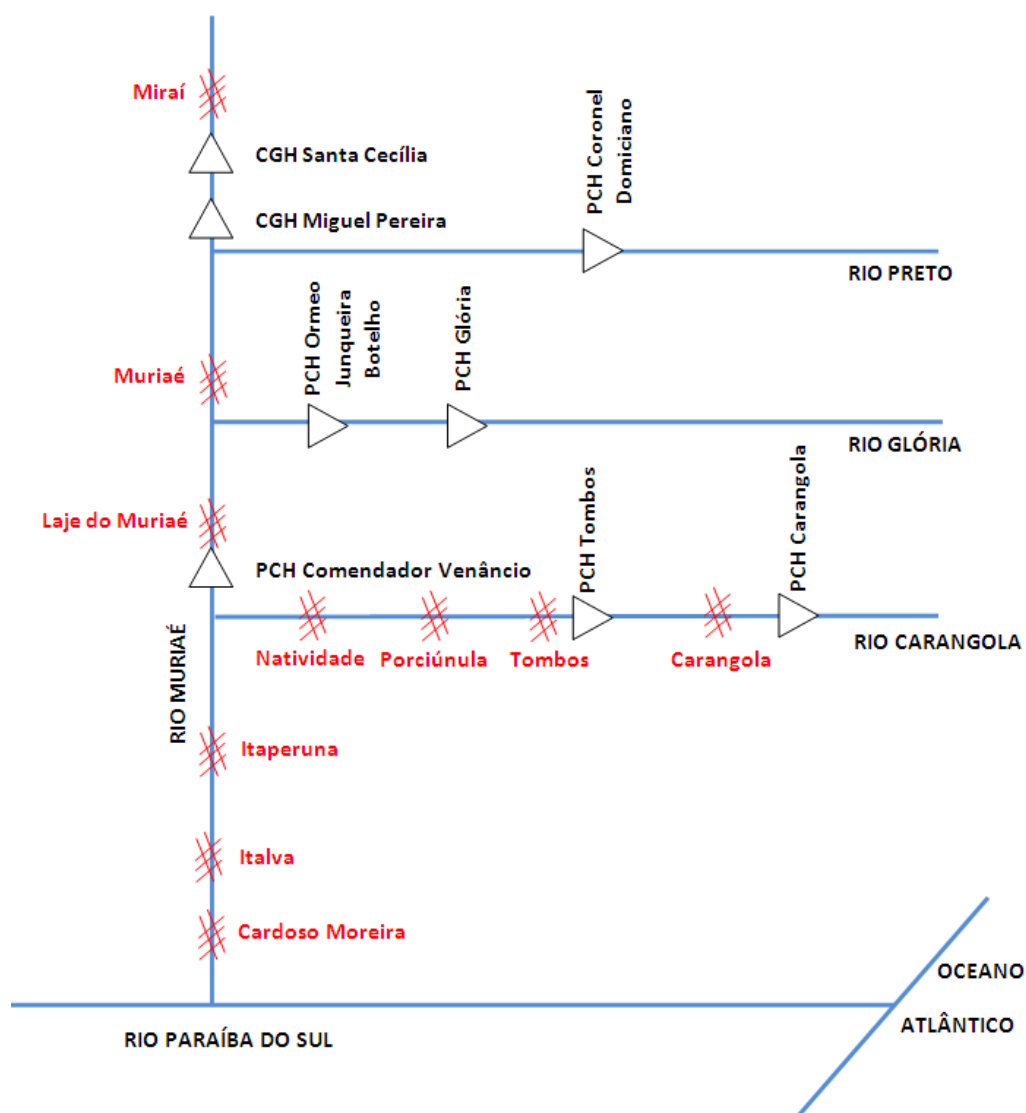 Miraí
CGH Santa Cecília
CGH Miguel Pereira
PCH Coronel
Domiciano
RIO PRETO
Muriaé
PCH Ormeo
Junqueira
Botelho
PCH Glória
RIO GLÓRIA
Laje do Muriaé
PCH Comendador Venâncio
PCH Tombos
PCH Carangola
RIO CARANGOLA
Natividade
Porciúnula
Tombos
Carangola
RIO MURIAÉ
Itaperuna
Italva
Cardoso Moreira
OCEANO
ATLÂNTICO
RIO PARAÍBA DO SUL